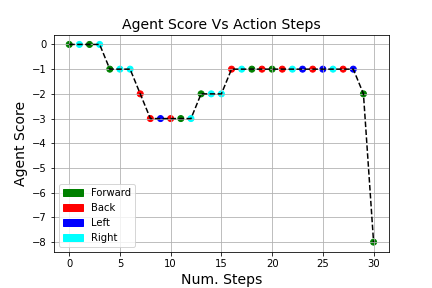 Agent Score Vs Action Steps
Agent Score
0
−1
−2
−3
−4
−5
−6
−7
−8
Forward
Back
Left
Right
0 5 10 15 20 25 30
Num. Steps